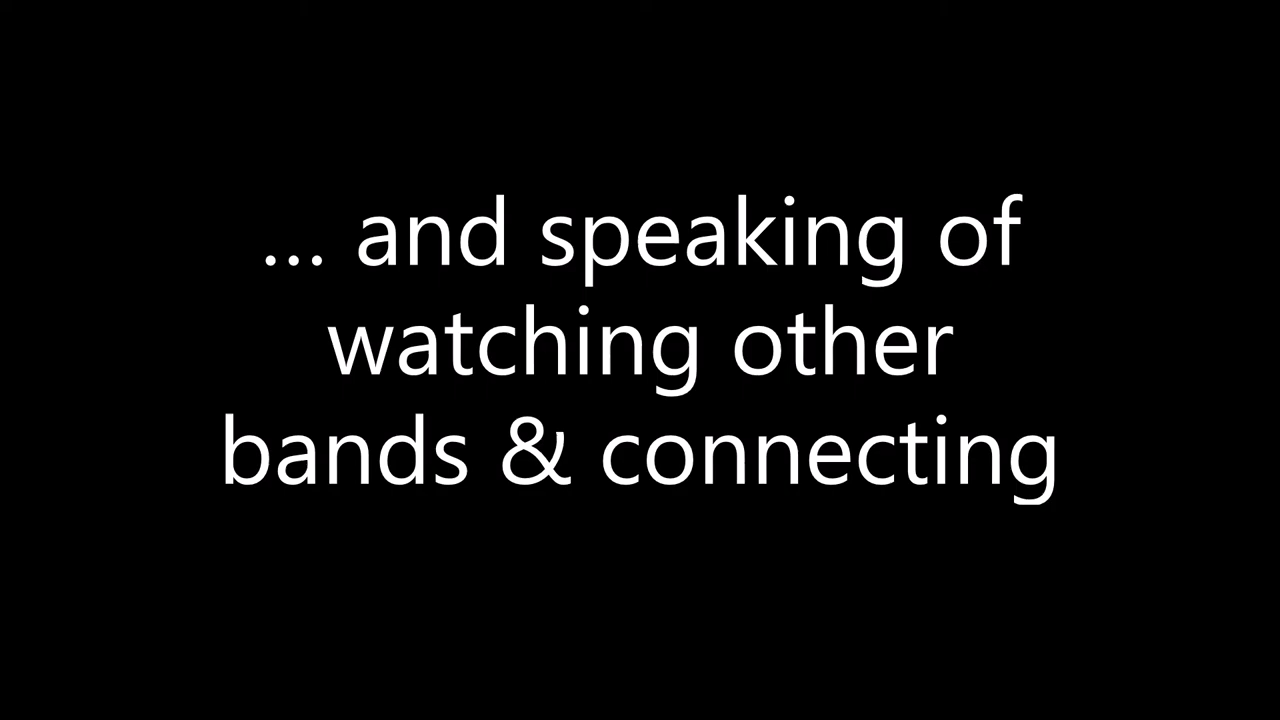 ... and speaking of
watching other
bands & connecting